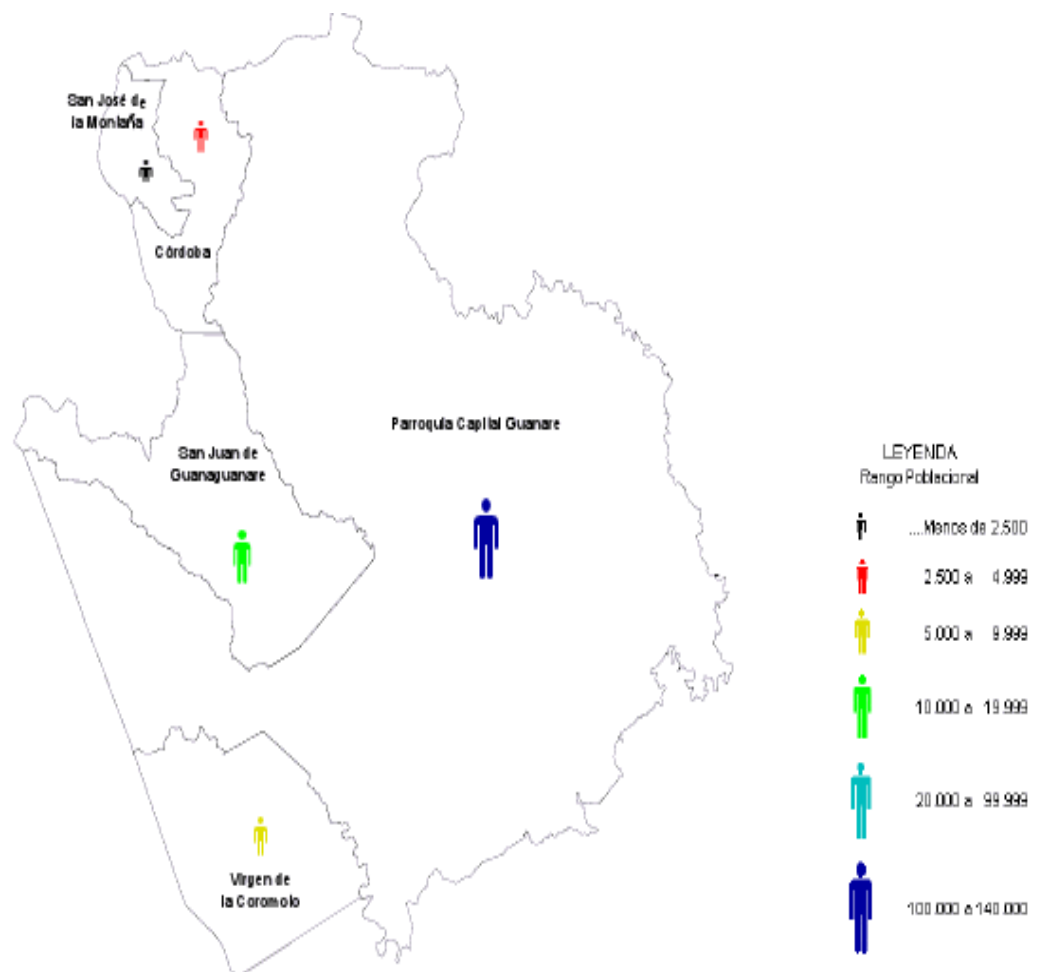 San José de
la Montaña
Córdoba
Parroquia Capital Guanare
San Juan de
Guanaguanare
Virgen de
la Coromoto
LEYENDA
Rango Poblacional
....Menos de 2.500
2.500 a 4.999
5.000 a 9.999
10.000 a 19.999
20.000 a 99.999
100.000 a 140.000